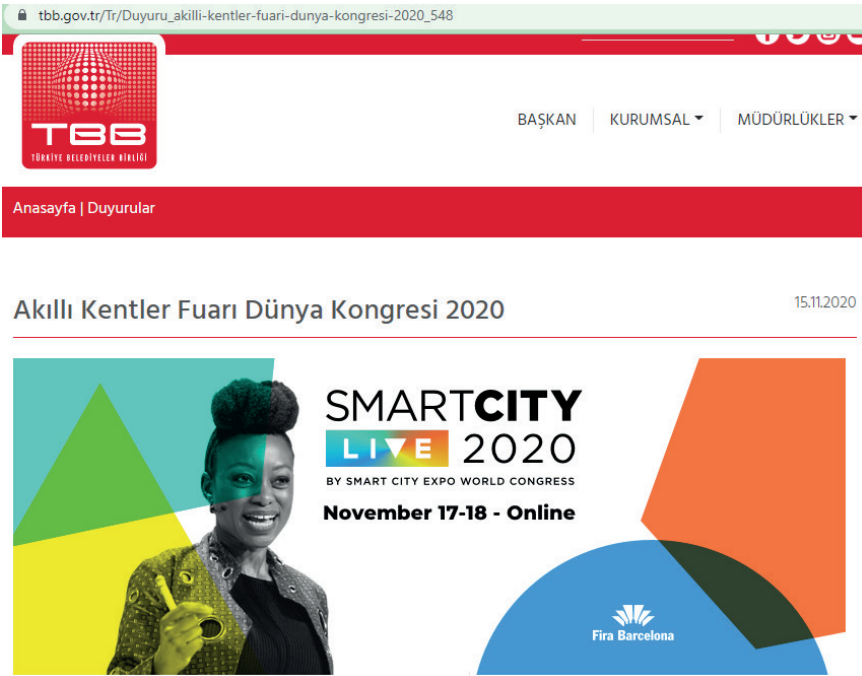 tbb.gov.tr/Tr/Duyuru_akilli-kentler-fuari-dunya-kongresi-2020_548
TBB
TÜRKİYE BELEDİYELER BİRLİĞİ
BAŞKAN
KURUMSAL
MÜDÜRLÜKLER
Anasayfa | Duyurular
Akıllı Kentler Fuarı Dünya Kongresi 2020
15.11.2020
SMARTCITY
LIVE 2020
BY SMART CITY EXPO WORLD CONGRESS
November 17-18 - Online
Fira Barcelona